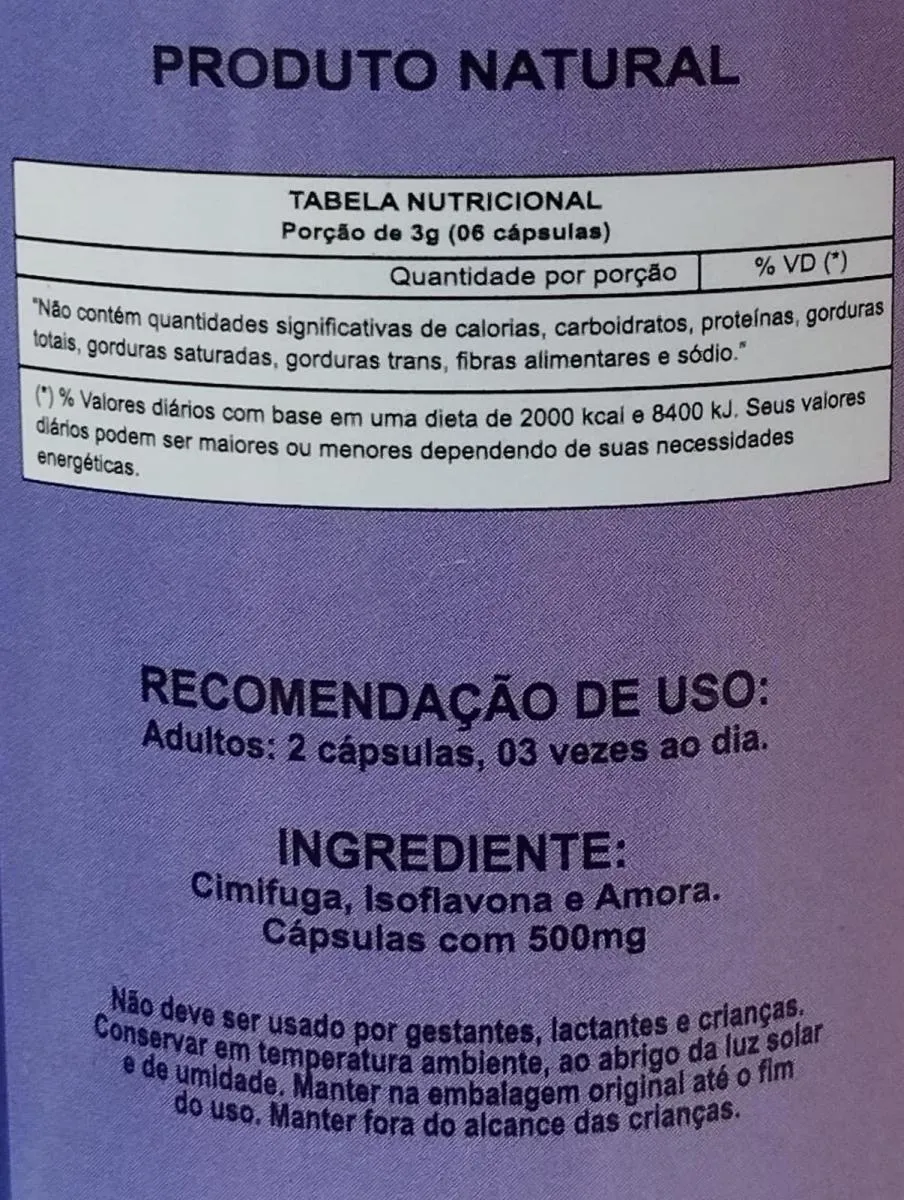 PRODUTO NATURAL
TABELA NUTRICIONAL
Porção de 3g (06 cápsulas)
Quantidade por porção % VD (*)
"Não contém quantidades significativas de calorias, carboidratos, proteínas, gorduras
totais, gorduras saturadas, gorduras trans, fibras alimentares e sódio."
(*) % Valores diários com base em uma dieta de 2000 kcal e 8400 kJ. Seus valores
diários podem ser maiores ou menores dependendo de suas necessidades
energéticas.
RECOMENDAÇÃO DE USO:
Adultos: 2 cápsulas, 03 vezes ao dia.
INGREDIENTE:
Cimifuga, Isoflavona e Amora.
Cápsulas com 500mg
Não deve ser usado por gestantes, lactantes e crianças.
Conservar em temperatura ambiente, ao abrigo da luz solar
e de umidade. Manter na embalagem original até o fim
do uso. Manter fora do alcance das crianças.